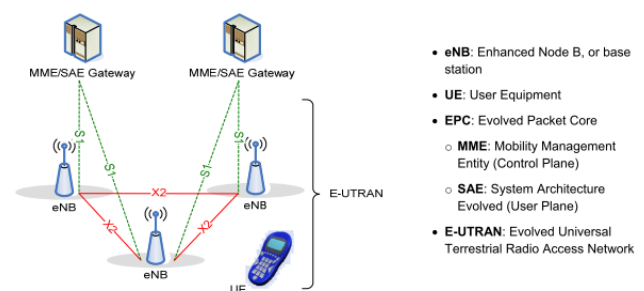 MME/SAE Gateway
MME/SAE Gateway
S1
S1
S1
S1
X2
eNB
eNB
X2
X2
eNB
UE
E-UTRAN
• eNB: Enhanced Node B, or base
station
• UE: User Equipment
• EPC: Evolved Packet Core
○ MME: Mobility Management
Entity (Control Plane)
○ SAE: System Architecture
Evolved (User Plane)
• E-UTRAN: Evolved Universal
Terrestrial Radio Access Network